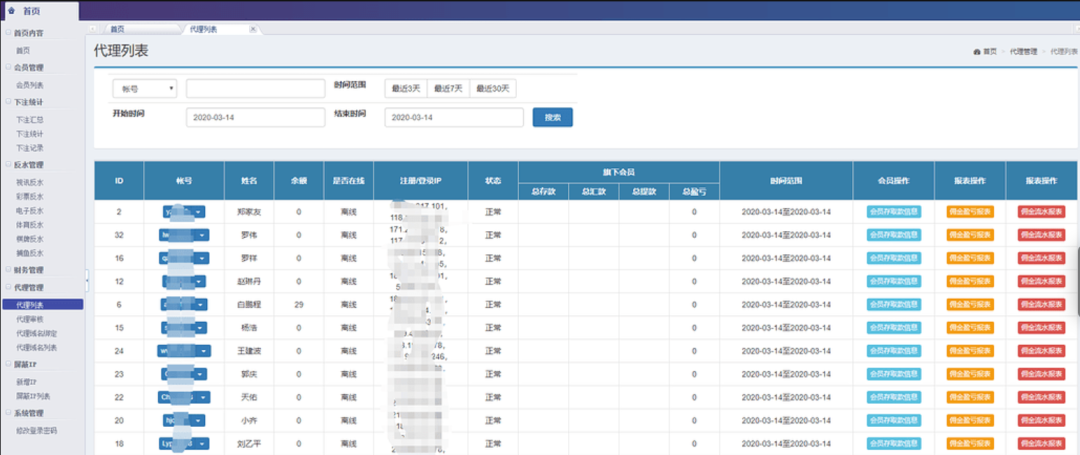 首页
首页内容
首页
会员管理
会员列表
下注统计
下注汇总
下注统计
下注记录
反水管理
视讯反水
彩票反水
电子反水
体育反水
棋牌反水
捕鱼反水
财务管理
代理管理
代理列表
代理审核
代理域名绑定
代理域名列表
屏蔽IP
新增IP
屏蔽IP列表
系统管理
修改登录密码
首页 代理列表
代理列表
首页 代理管理 代理列表
帐号 时间范围 最近3天 最近7天 最近30天
开始时间 2020-03-14 结束时间 2020-03-14 搜索
ID 帐号 姓名 余额 是否在线 注册/登录IP 状态 旗下会员 时间范围 会员操作 报表操作 报表操作
总存款 总汇款 总提款 总盈亏
2 郑家友 0 离线 正常 0 2020-03-14至2020-03-14 会员存取款信息 佣金盈亏报表 佣金流水报表
32 罗伟 0 离线 正常 0 2020-03-14至2020-03-14 会员存取款信息 佣金盈亏报表 佣金流水报表
16 罗祥 0 离线 正常 0 2020-03-14至2020-03-14 会员存取款信息 佣金盈亏报表 佣金流水报表
12 赵琳丹 0 离线 正常 0 2020-03-14至2020-03-14 会员存取款信息 佣金盈亏报表 佣金流水报表
6 白鹏程 29 离线 正常 0 2020-03-14至2020-03-14 会员存取款信息 佣金盈亏报表 佣金流水报表
15 杨浩 0 离线 正常 0 2020-03-14至2020-03-14 会员存取款信息 佣金盈亏报表 佣金流水报表
24 王建波 0 离线 正常 0 2020-03-14至2020-03-14 会员存取款信息 佣金盈亏报表 佣金流水报表
23 郭庆 0 离线 正常 0 2020-03-14至2020-03-14 会员存取款信息 佣金盈亏报表 佣金流水报表
22 天佑 0 离线 正常 0 2020-03-14至2020-03-14 会员存取款信息 佣金盈亏报表 佣金流水报表
20 小齐 0 离线 正常 0 2020-03-14至2020-03-14 会员存取款信息 佣金盈亏报表 佣金流水报表
18 刘乙平 0 离线 正常 0 2020-03-14至2020-03-14 会员存取款信息 佣金盈亏报表 佣金流水报表